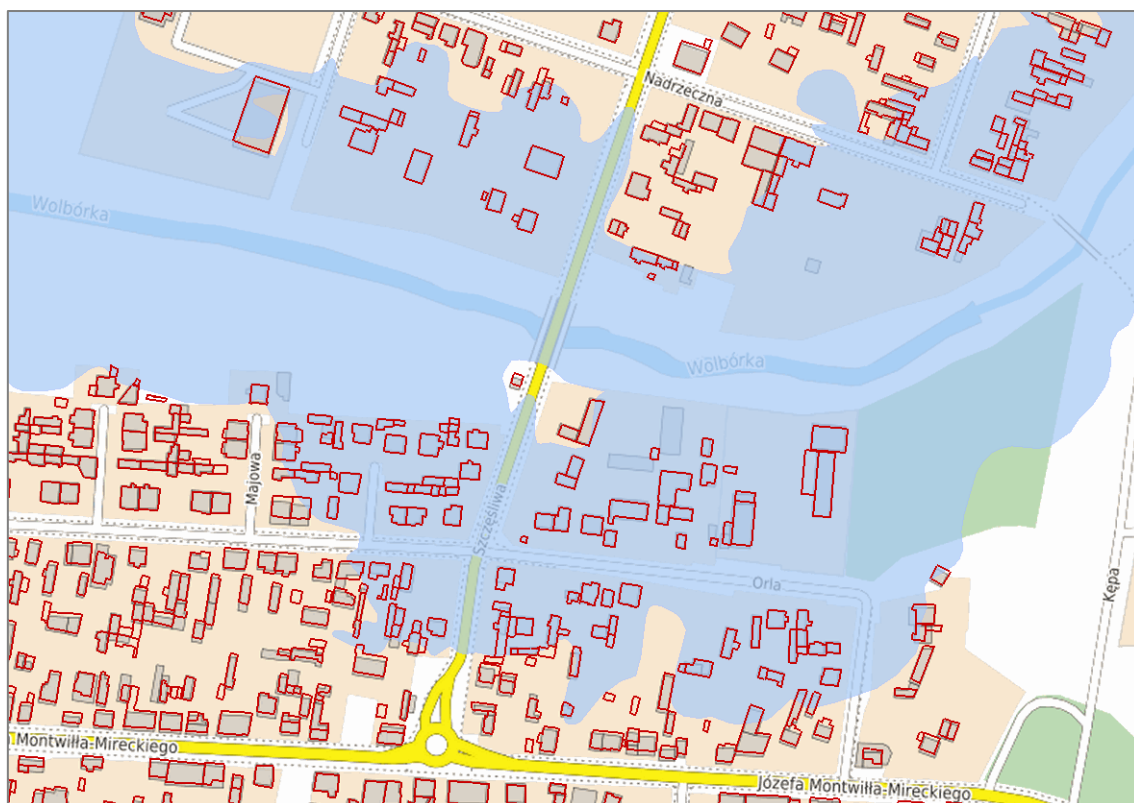 Nadrzeczna
Wolbórka
Wolbórka
Majowa
Szczęśliwa
Orla
Kępa
Montwiłła-Mireckiego
Józefa Montwiłła-Mireckiego